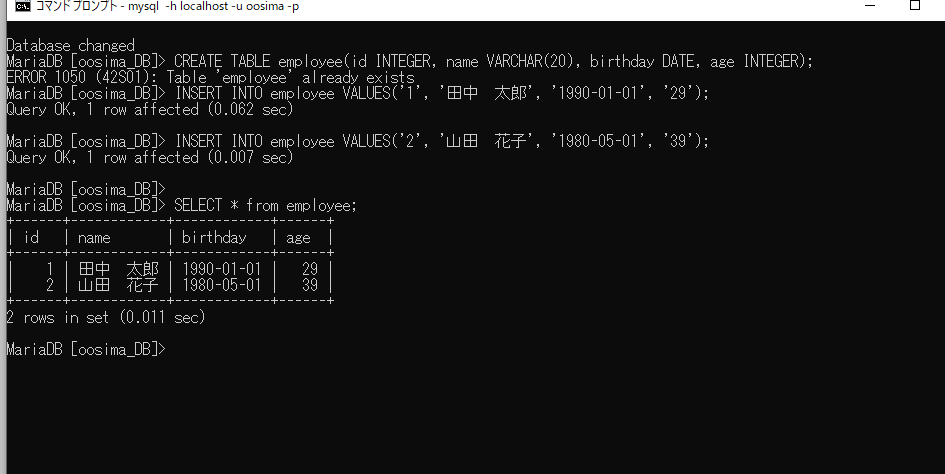 コマンド プロンプト - mysql  -h localhost -u oosima -p
Database changed
MariaDB [oosima_DB]> CREATE TABLE employee(id INTEGER, name VARCHAR(20), birthday DATE, age INTEGER);
ERROR 1050 (42S01): Table 'employee' already exists
MariaDB [oosima_DB]> INSERT INTO employee VALUES('1', '田中　太郎', '1990-01-01', '29');
Query OK, 1 row affected (0.062 sec)
MariaDB [oosima_DB]> INSERT INTO employee VALUES('2', '山田　花子', '1980-05-01', '39');
Query OK, 1 row affected (0.007 sec)
MariaDB [oosima_DB]>
MariaDB [oosima_DB]> SELECT * from employee;
+------+------------+------------+------+
| id   | name       | birthday   | age  |
+------+------------+------------+------+
|    1 | 田中　太郎 | 1990-01-01 |   29 |
|    2 | 山田　花子 | 1980-05-01 |   39 |
+------+------------+------------+------+
2 rows in set (0.011 sec)
MariaDB [oosima_DB]>